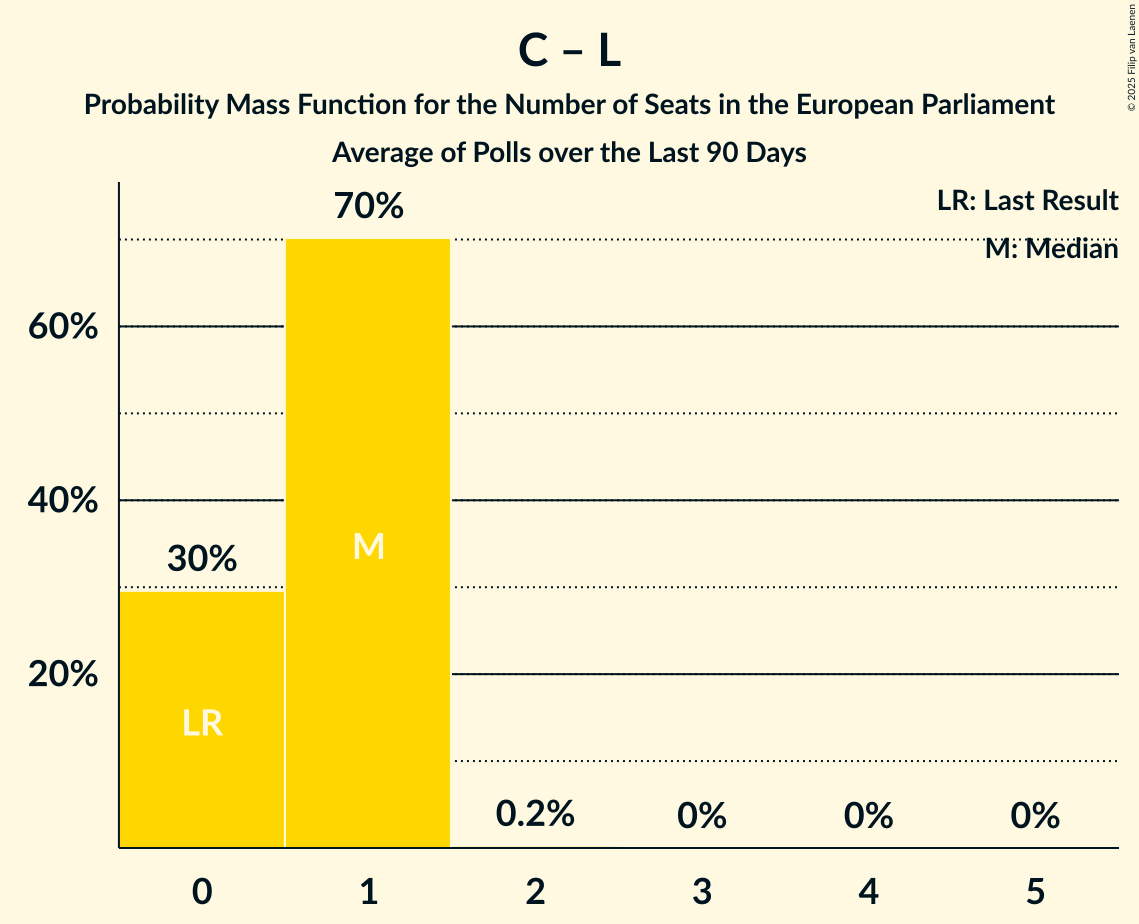 C – L
Probability Mass Function for the Number of Seats in the European Parliament
Average of Polls over the Last 90 Days
© 2025 Filip van Laenen
LR: Last Result
M: Median
70%
60%
40%
30%
20%
M
LR
0.2%
0%
0%
0%
0 1 2 3 4 5